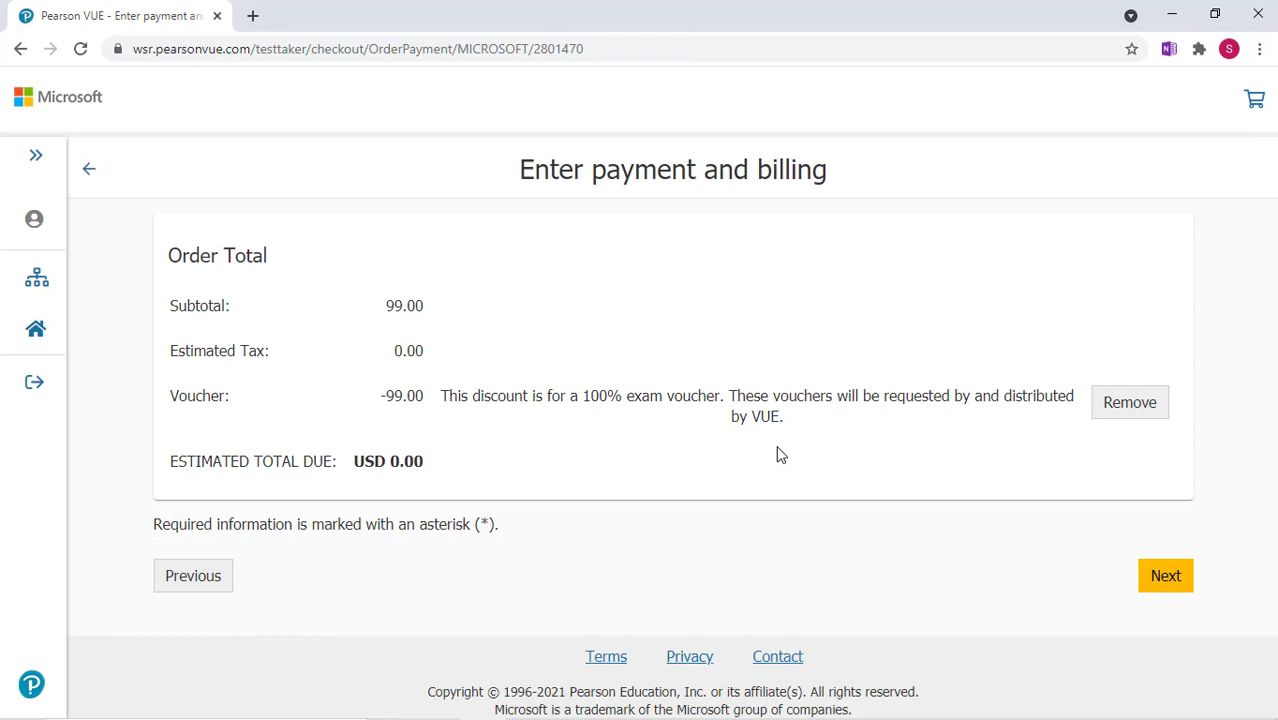 Pearson VUE - Enter payment and
wsr.pearsonvue.com/testtaker/checkout/OrderPayment/MICROSOFT/2801470
N
S
Microsoft
Enter payment and billing
Order Total
Subtotal: 99.00
Estimated Tax: 0.00
Voucher: -99.00 This discount is for a 100% exam voucher. These vouchers will be requested by and distributed
by VUE.
Remove
ESTIMATED TOTAL DUE: USD 0.00
Required information is marked with an asterisk (*).
Previous
Next
Terms Privacy Contact
Copyright © 1996-2021 Pearson Education, Inc. or its affiliate(s). All rights reserved.
Microsoft is a trademark of the Microsoft group of companies.